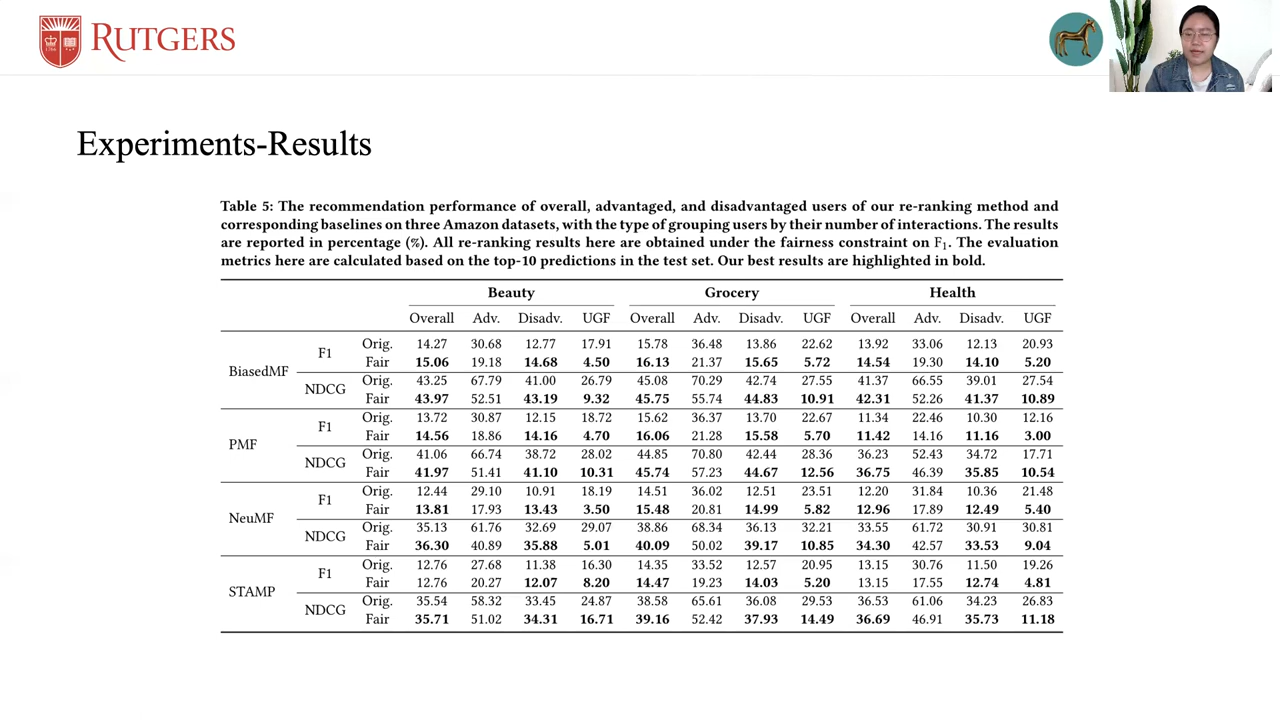 RUTGERS
Experiments-Results
Table 5: The recommendation performance of overall, advantaged, and disadvantaged users of our re-ranking method and
corresponding baselines on three Amazon datasets, with the type of grouping users by their number of interactions. The results
are reported in percentage (%). All re-ranking results here are obtained under the fairness constraint on F₁. The evaluation
metrics here are calculated based on the top-10 predictions in the test set. Our best results are highlighted in bold.
Beauty Grocery Health
Overall Adv. Disadv. UGF Overall Adv. Disadv. UGF Overall Adv. Disadv. UGF
BiasedMF F1 Orig. 14.27 30.68 12.77 17.91 15.78 36.48 13.86 22.62 13.92 33.06 12.13 20.93
Fair 15.06 19.18 14.68 4.50 16.13 21.37 15.65 5.72 14.54 19.30 14.10 5.20
NDCG Orig. 43.25 67.79 41.00 26.79 45.08 70.29 42.74 27.55 41.37 66.55 39.01 27.54
Fair 43.97 52.51 43.19 9.32 45.75 55.74 44.83 10.91 42.31 52.26 41.37 10.89
PMF F1 Orig. 13.72 30.87 12.15 18.72 15.62 36.37 13.70 22.67 11.34 22.46 10.30 12.16
Fair 14.56 18.86 14.16 4.70 16.06 21.28 15.58 5.70 11.42 14.16 11.16 3.00
NDCG Orig. 41.06 66.74 38.72 28.02 44.85 70.80 42.44 28.36 36.23 52.43 34.72 17.71
Fair 41.97 51.41 41.10 10.31 45.74 57.23 44.67 12.56 36.75 46.39 35.85 10.54
NeuMF F1 Orig. 12.44 29.10 10.91 18.19 14.51 36.02 12.51 23.51 12.20 31.84 10.36 21.48
Fair 13.81 17.93 13.43 3.50 15.48 20.81 14.99 5.82 12.96 17.89 12.49 5.40
NDCG Orig. 35.13 61.76 32.69 29.07 38.86 68.34 36.13 32.21 33.55 61.72 30.91 30.81
Fair 36.30 40.89 35.88 5.01 40.09 50.02 39.17 10.85 34.30 42.57 33.53 9.04
STAMP F1 Orig. 12.76 27.68 11.38 16.30 14.35 33.52 12.57 20.95 13.15 30.76 11.50 19.26
Fair 12.76 20.27 12.07 8.20 14.47 19.23 14.03 5.20 13.15 17.55 12.74 4.81
NDCG Orig. 35.54 58.32 33.45 24.87 38.58 65.61 36.08 29.53 36.53 61.06 34.23 26.83
Fair 35.71 51.02 34.31 16.71 39.16 52.42 37.93 14.49 36.69 46.91 35.73 11.18